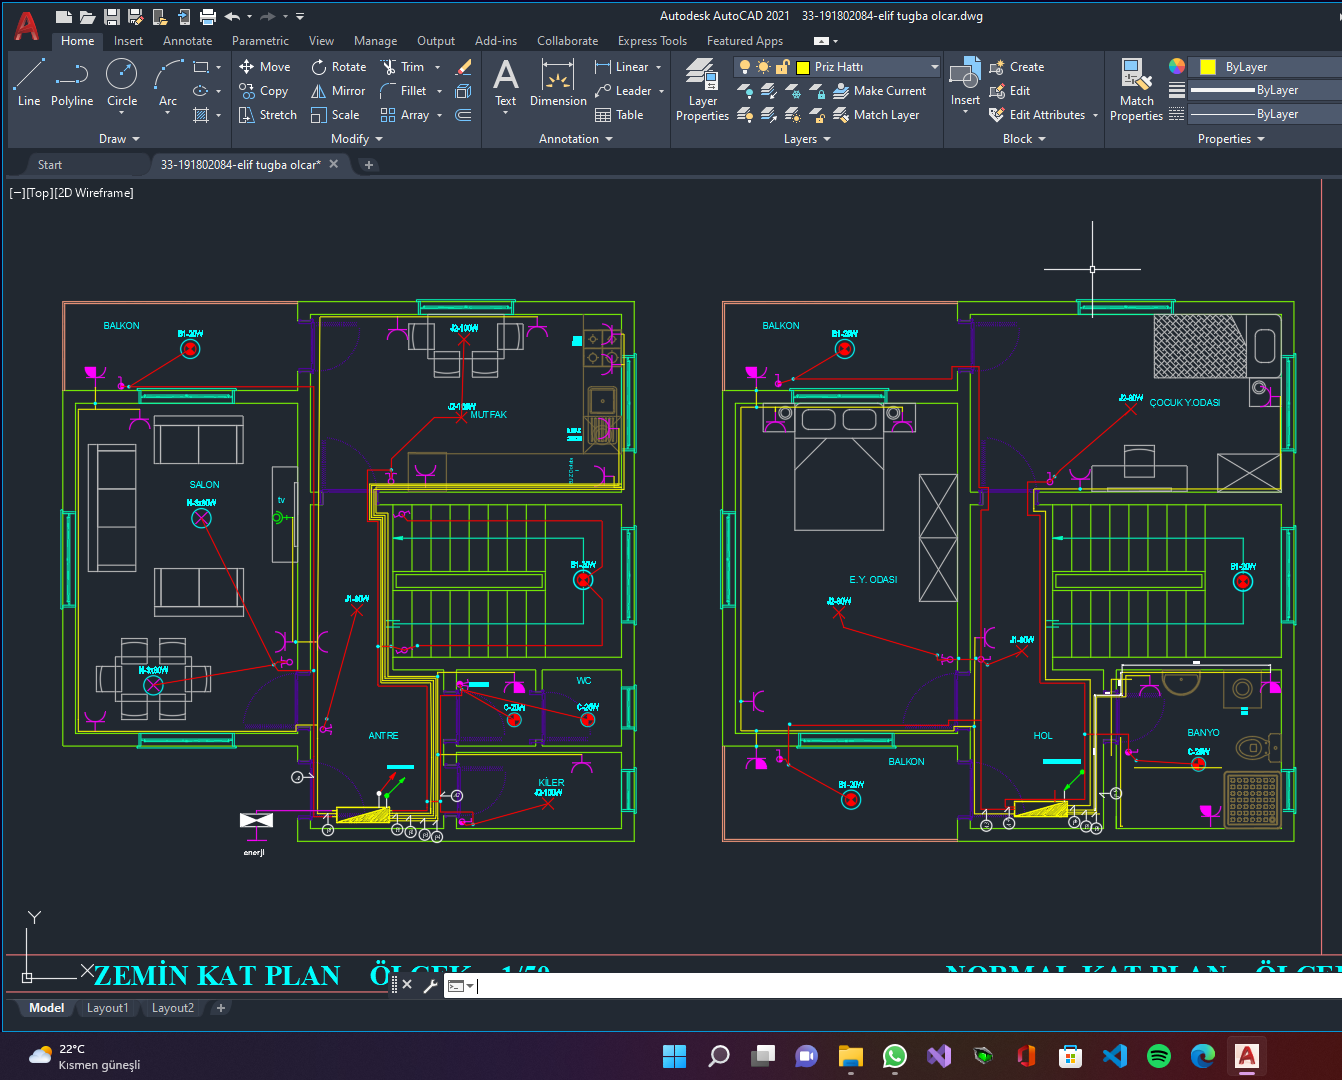 Autodesk AutoCAD 2021 33-191802084-elif tugba olcar.dwg
Home Insert Annotate Parametric View Manage Output Add-ins Collaborate Express Tools Featured Apps
Line Polyline Circle Arc
Move Rotate Trim
Copy Mirror Fillet
Stretch Scale Array
Text Dimension
Linear
Leader
Table
Layer Properties
Priz Hattı
Make Current
Match Layer
Insert
Create
Edit
Edit Attributes
Match Properties
ByLayer
ByLayer
ByLayer
Draw Modify Annotation Layers Block Properties
Start 33-191802084-elif tugba olcar*
[−][Top][2D Wireframe]
BALKON
MUTFAK
SALON
tv
WC
ANTRE
KİLER
enerji
BALKON
ÇOCUK Y.ODASI
E.Y. ODASI
HOL
BANYO
BALKON
Y
X
ZEMİN KAT PLAN ÖLÇEK 1/50
NORMAL KAT PLAN ÖLÇEK
Model Layout1 Layout2
22°C
Kısmen güneşli